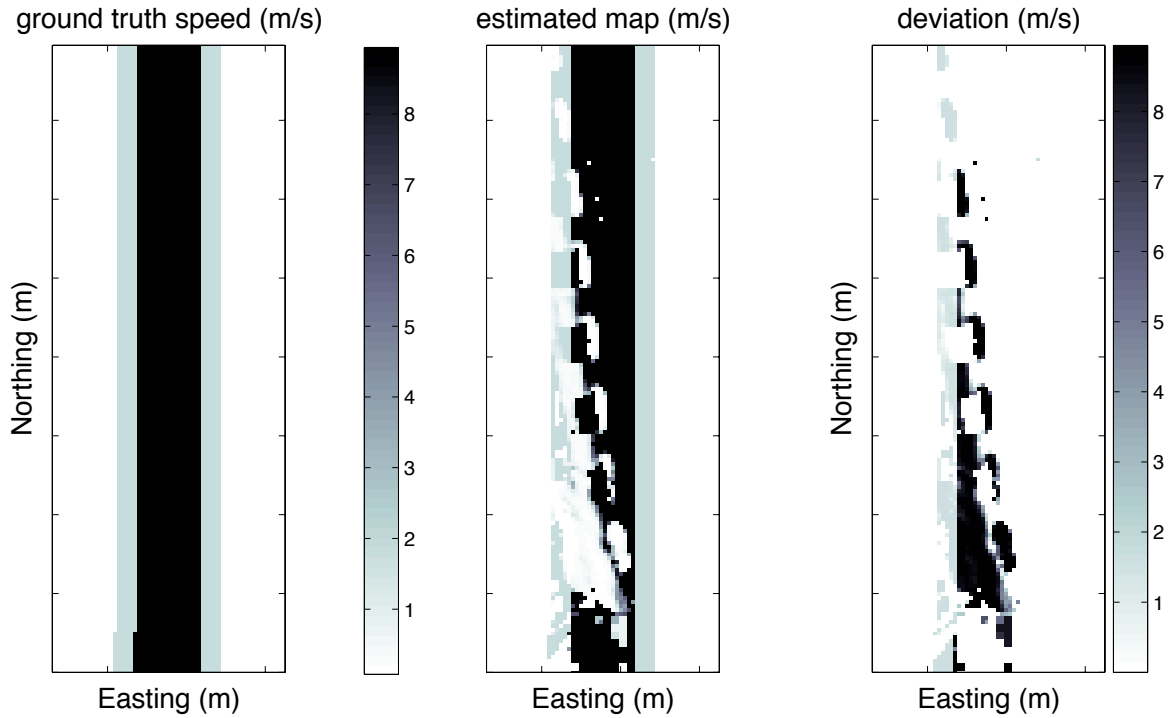 ground truth speed (m/s)
estimated map (m/s)
deviation (m/s)
8
7
6
5
4
3
2
1
8
7
6
5
4
3
2
1
Northing (m)
Northing (m)
Easting (m)
Easting (m)
Easting (m)